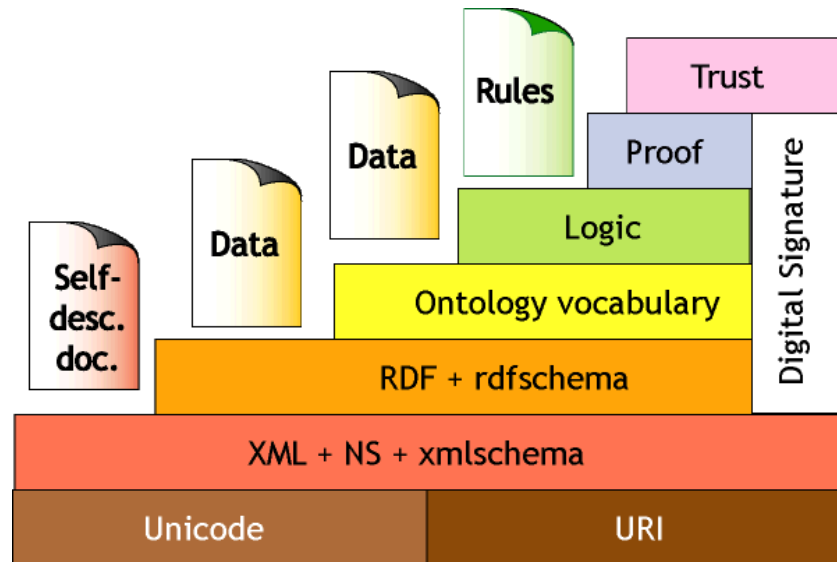 Rules
Trust
Data
Proof
Data
Logic
Self-
desc.
doc.
Ontology vocabulary
Digital Signature
RDF + rdfschema
XML + NS + xmlschema
Unicode
URI